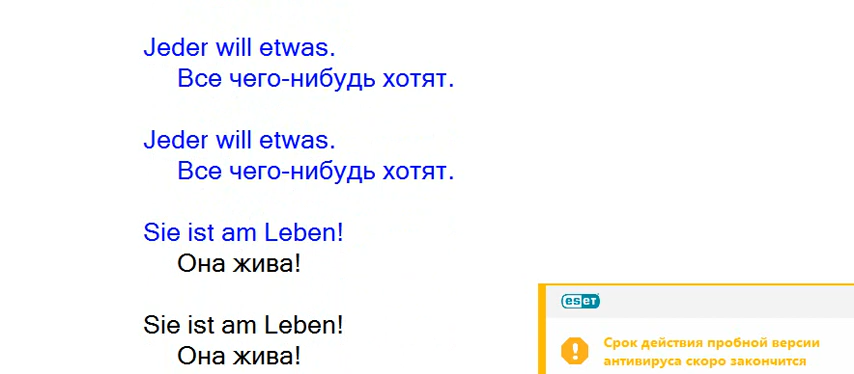 Jeder will etwas.
Все чего-нибудь хотят.
Jeder will etwas.
Все чего-нибудь хотят.
Sie ist am Leben!
Она жива!
Sie ist am Leben!
Она жива!
eset
Срок действия пробной версии
антивируса скоро закончится